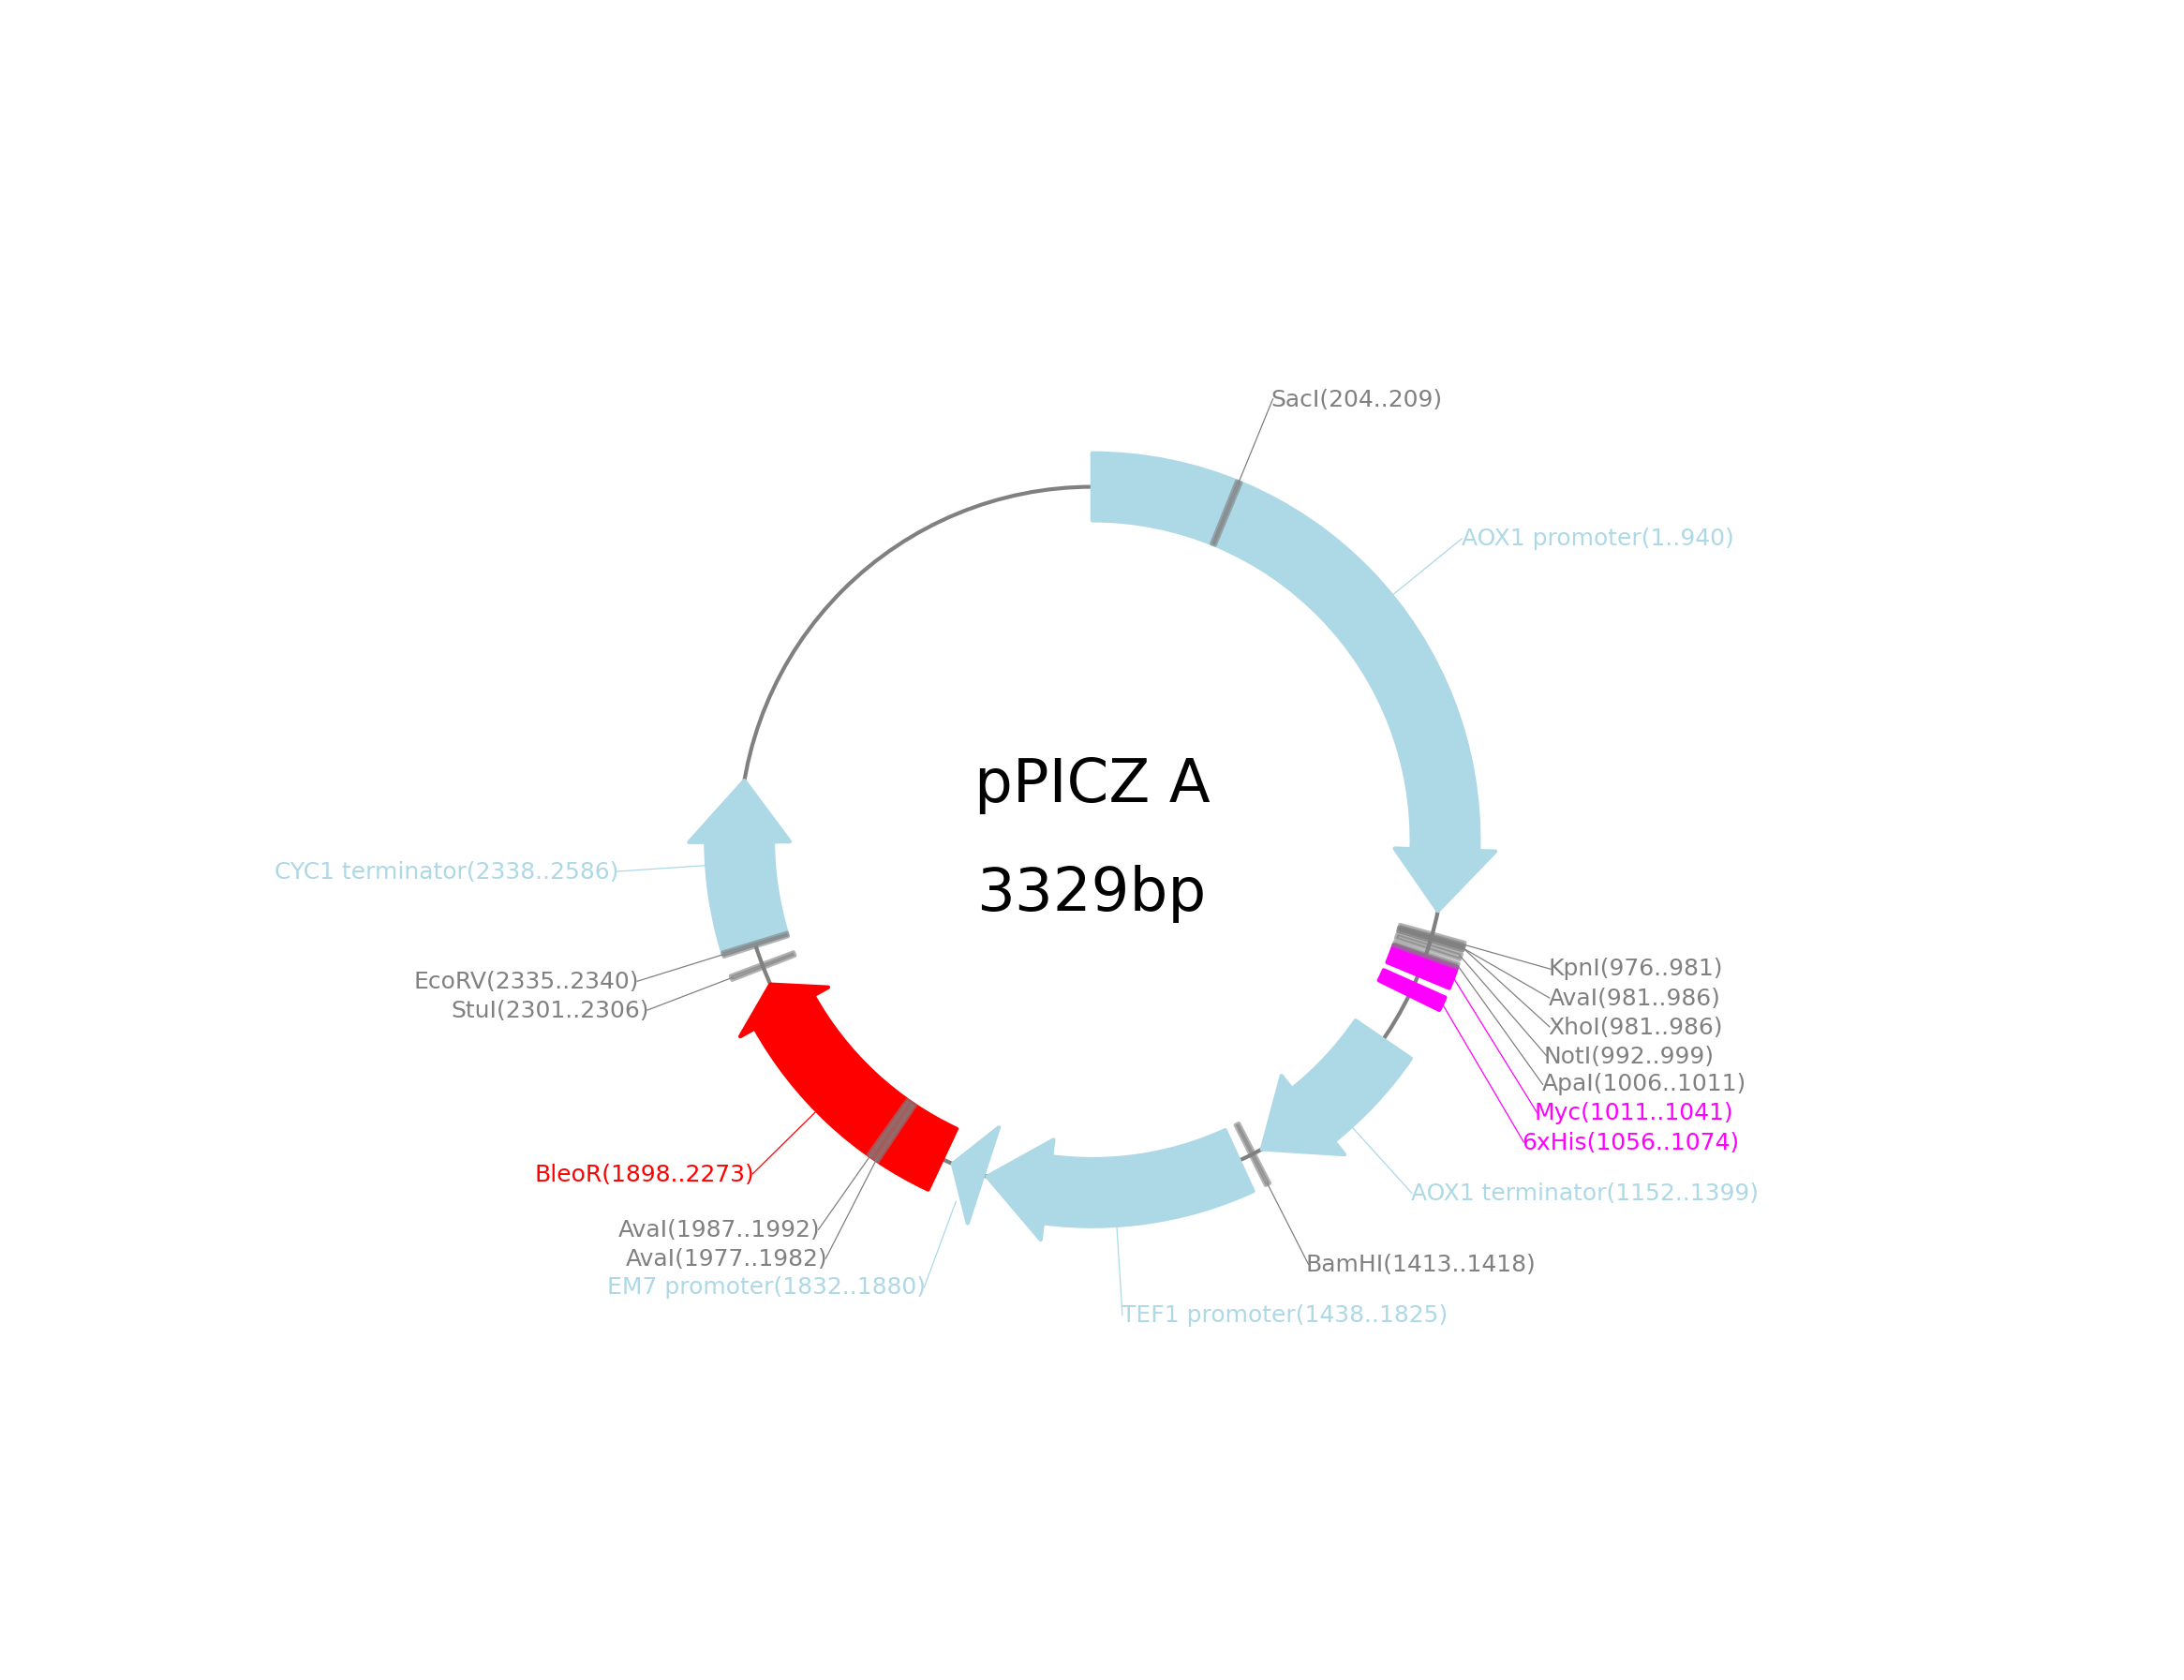 SacI(204..209)
AOX1 promoter(1..940)
pPICZ A
3329bp
CYC1 terminator(2338..2586)
EcoRV(2335..2340)
StuI(2301..2306)
KpnI(976..981)
AvaI(981..986)
XhoI(981..986)
NotI(992..999)
ApaI(1006..1011)
Myc(1011..1041)
6xHis(1056..1074)
BleoR(1898..2273)
AOX1 terminator(1152..1399)
AvaI(1987..1992)
AvaI(1977..1982)
BamHI(1413..1418)
EM7 promoter(1832..1880)
TEF1 promoter(1438..1825)